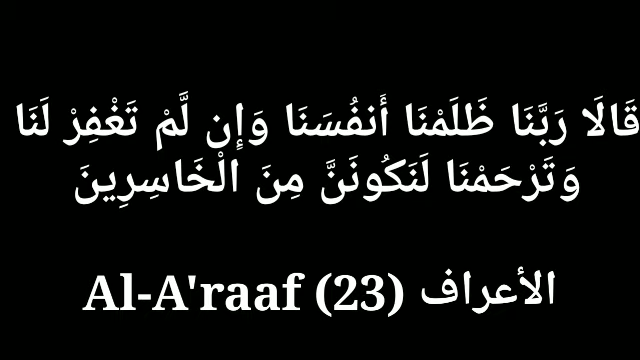 قَالَا رَبَّنَا ظَلَمْنَا أَنفُسَنَا وَإِن لَّمْ تَغْفِرْ لَنَا
وَتَرْحَمْنَا لَنَكُونَنَّ مِنَ الْخَاسِرِينَ
Al-A'raaf (23) الأعراف